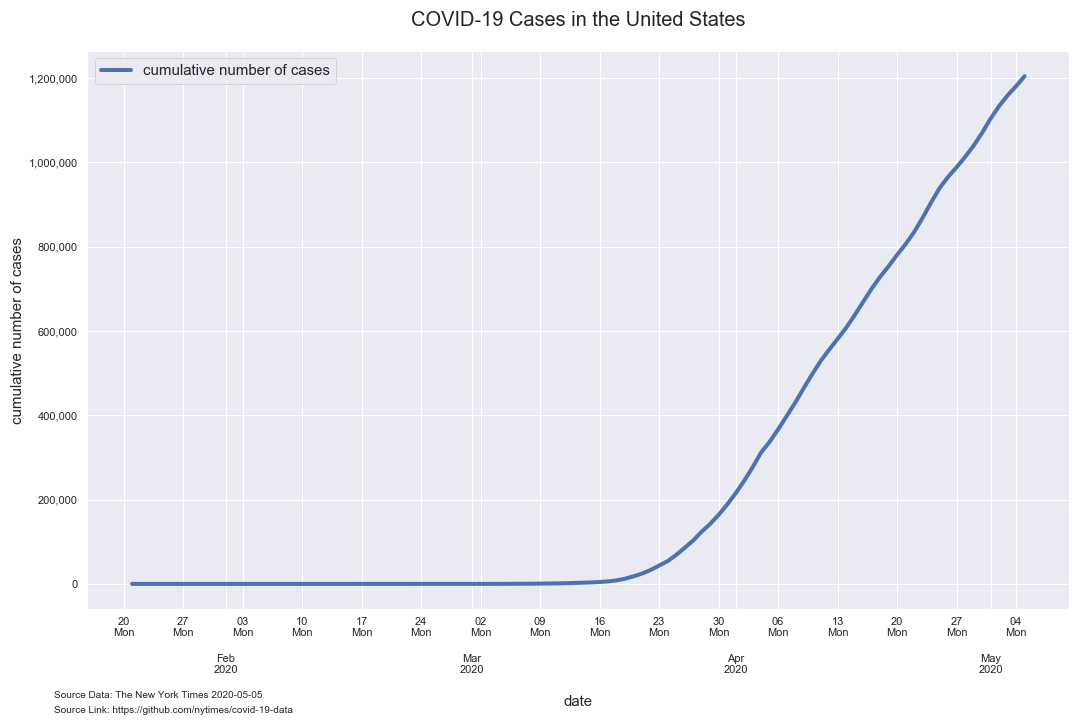 COVID-19 Cases in the United States
cumulative number of cases
1,200,000
1,000,000
800,000
600,000
400,000
200,000
0
cumulative number of cases
20 27 03 10 17 24 02 09 16 23 30 06 13 20 27 04
Mon Mon Mon Mon Mon Mon Mon Mon Mon Mon Mon Mon Mon Mon Mon Mon
Feb Mar Apr May
2020 2020 2020 2020
date
Source Data: The New York Times 2020-05-05
Source Link: https://github.com/nytimes/covid-19-data